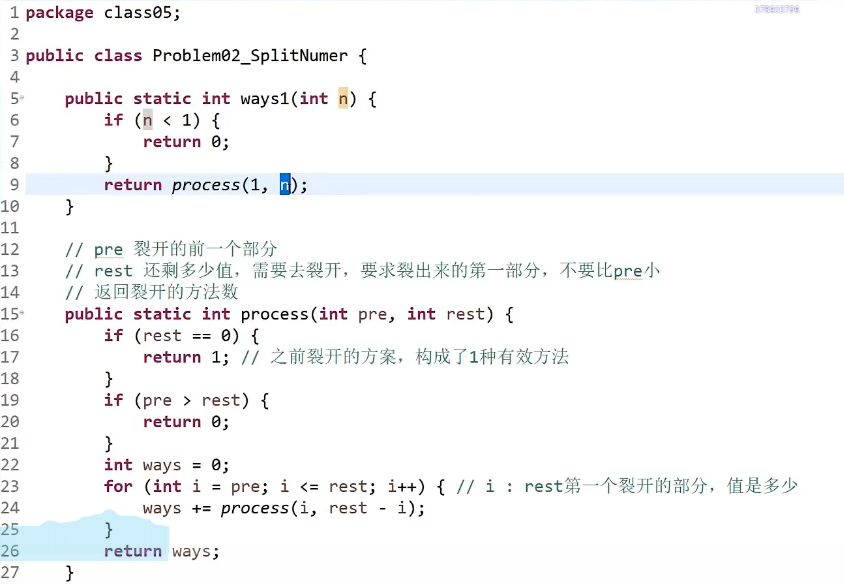 1 package class05;
2
3 public class Problem02_SplitNumer {
4
5 public static int ways1(int n) {
6 if (n < 1) {
7 return 0;
8 }
9 return process(1, n);
10 }
11
12 // pre 裂开的前一个部分
13 // rest 还剩多少值，需要去裂开，要求裂出来的第一部分，不要比pre小
14 // 返回裂开的方法数
15 public static int process(int pre, int rest) {
16 if (rest == 0) {
17 return 1; // 之前裂开的方案，构成了1种有效方法
18 }
19 if (pre > rest) {
20 return 0;
21 }
22 int ways = 0;
23 for (int i = pre; i <= rest; i++) { // i : rest第一个裂开的部分，值是多少
24 ways += process(i, rest - i);
25 }
26 return ways;
27 }